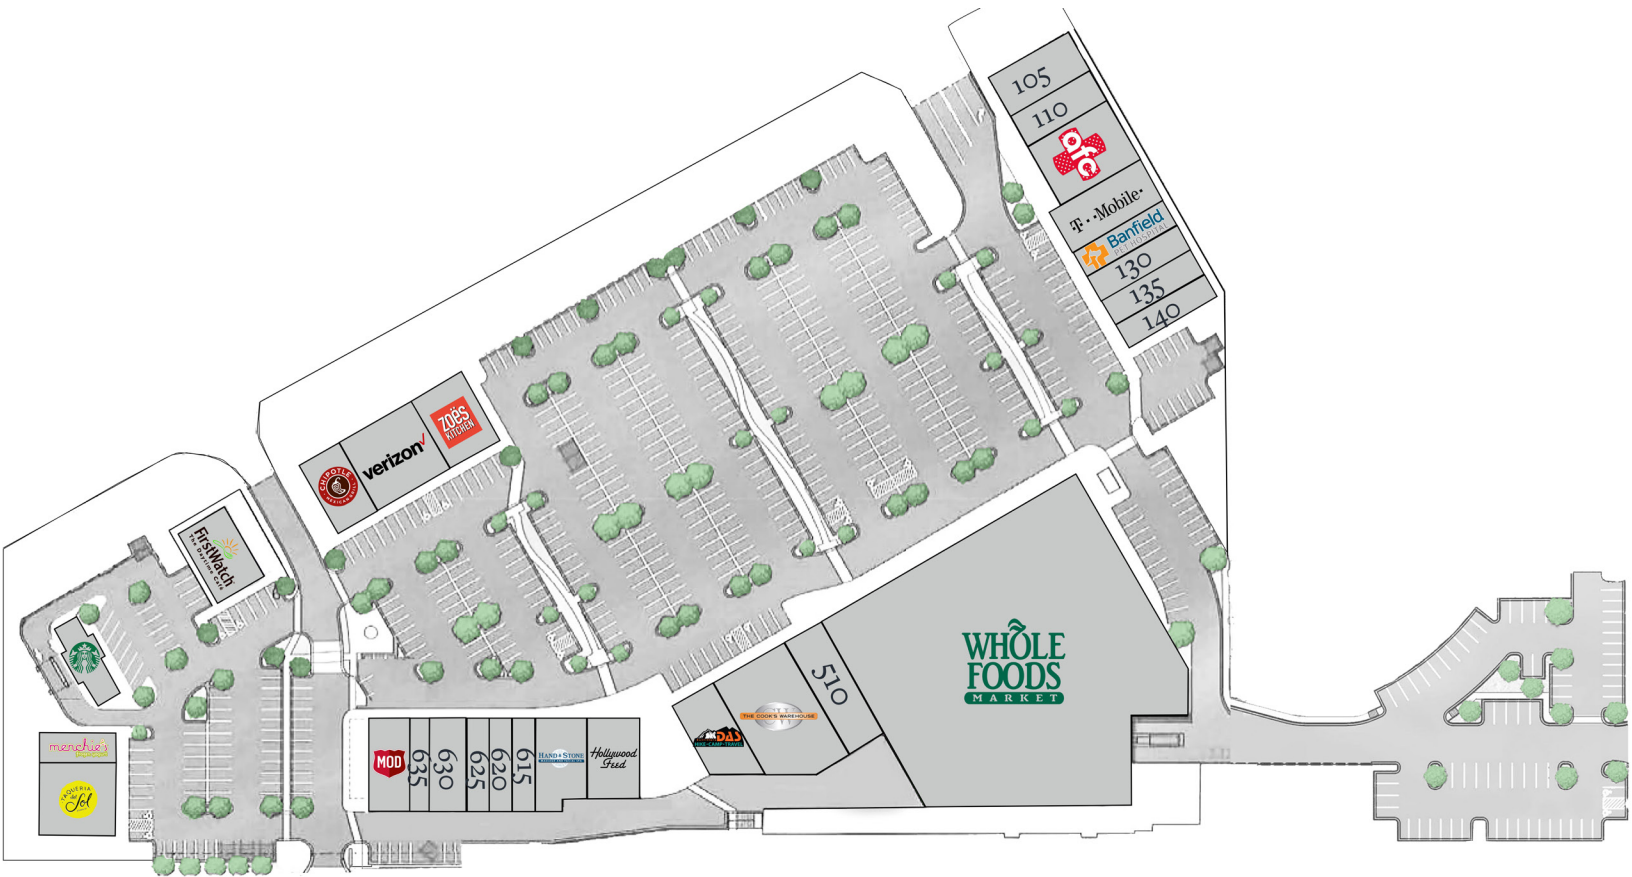 105
110
afc
T··Mobile·
Banfield
PET HOSPITAL
130
135
140
ZOËS
KITCHEN
verizon
CHIPOTLE
MEXICAN GRILL
FirstWatch
The Daytime Café
WHOLE
FOODS
MARKET
510
THE COOK'S WAREHOUSE
DAS
HIKE·CAMP·TRAVEL
menchie's
TAQUERIA
del
Sol
MOD
635
630
625
620
615
HAND & STONE
Hollywood
Feed